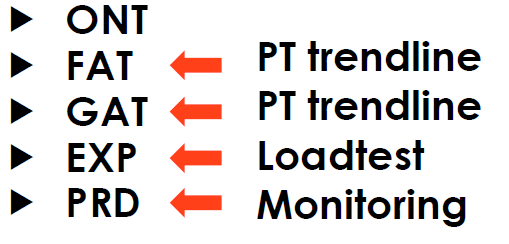 ONT
FAT PT trendline
GAT PT trendline
EXP Loadtest
PRD Monitoring